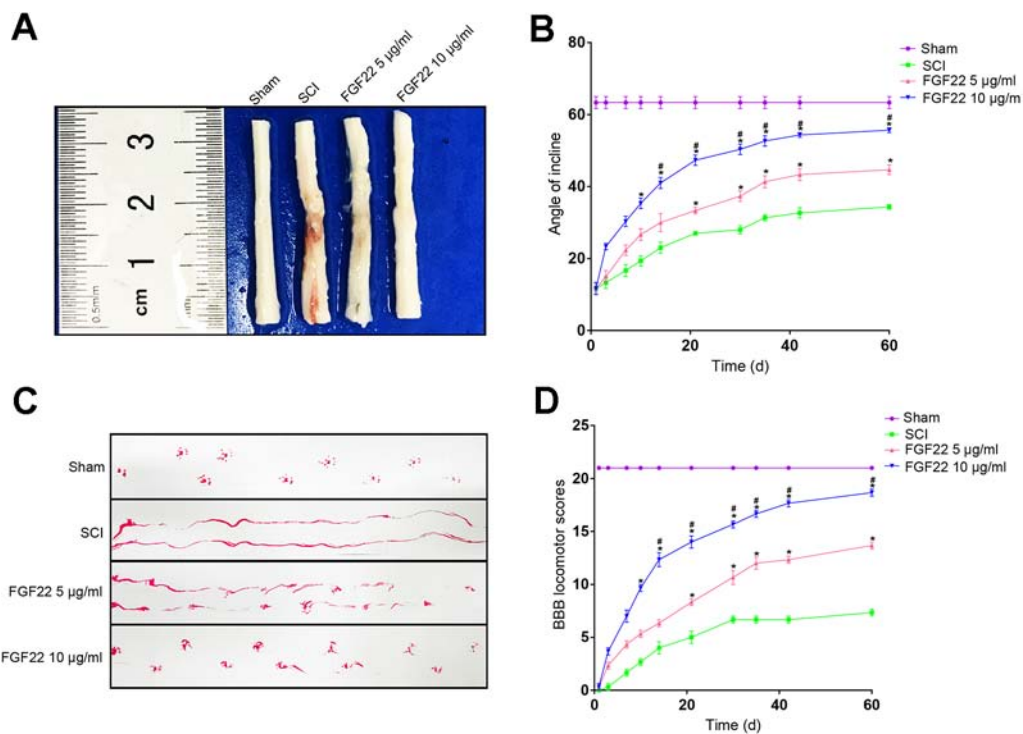 A
Sham
SCI
FGF22 5 µg/ml
FGF22 10 µg/ml
3
2
1
cm
0.5mm
B
80
60
40
20
0
Angle of incline
1
20
40
60
Time (d)
Sham
SCI
FGF22 5 µg/ml
FGF22 10 µg/m
*
#
*
#
*
*
#
*
*
#
*
*
#
*
*
#
*
*
#
*
*
C
Sham
SCI
FGF22 5 µg/ml
FGF22 10 µg/ml
D
25
20
15
10
5
0
BBB locomotor scores
0
20
40
60
Time (d)
Sham
SCI
FGF22 5 µg/ml
FGF22 10 µg/ml
*
#
*
#
*
*
#
*
*
#
*
*
#
*
*
#
*
*